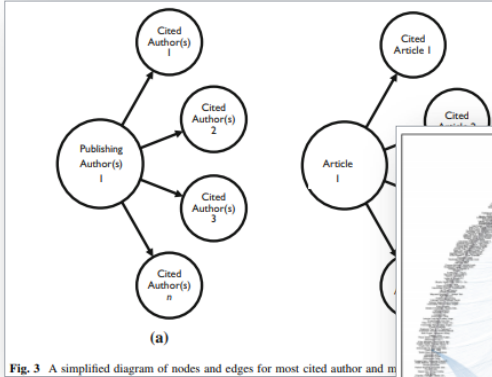 Cited
Author(s)
1
Cited
Author(s)
2
Publishing
Author(s)
1
Cited
Author(s)
3
Cited
Author(s)
n
(a)
Cited
Article 1
Cited
Article
1
Fig. 3 A simplified diagram of nodes and edges for most cited author and m